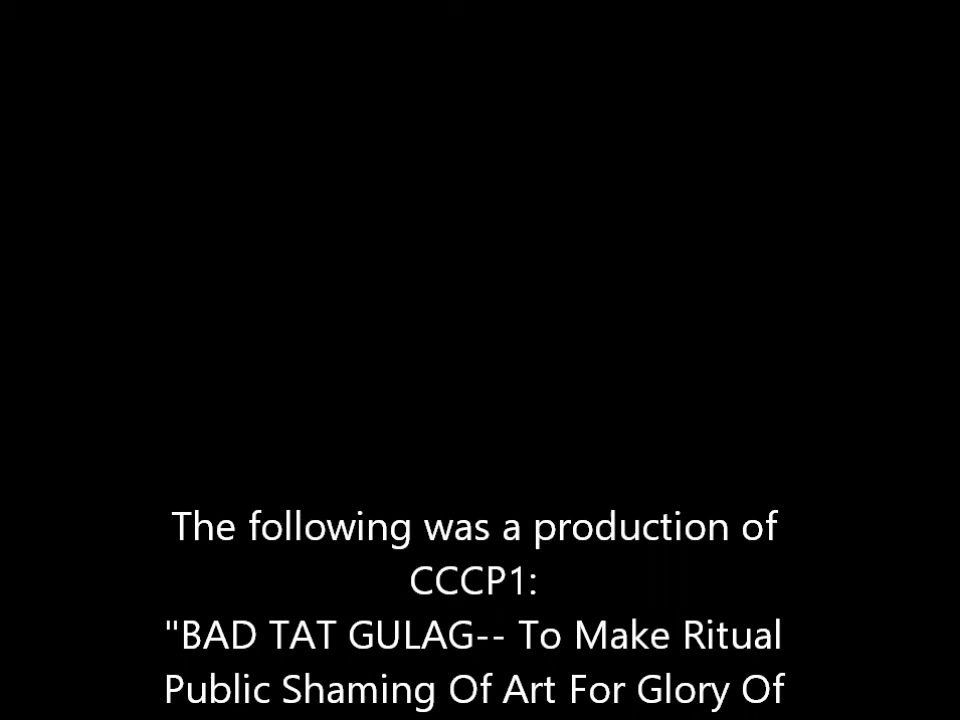 The following was a production of
CCCP1:
"BAD TAT GULAG-- To Make Ritual
Public Shaming Of Art For Glory Of